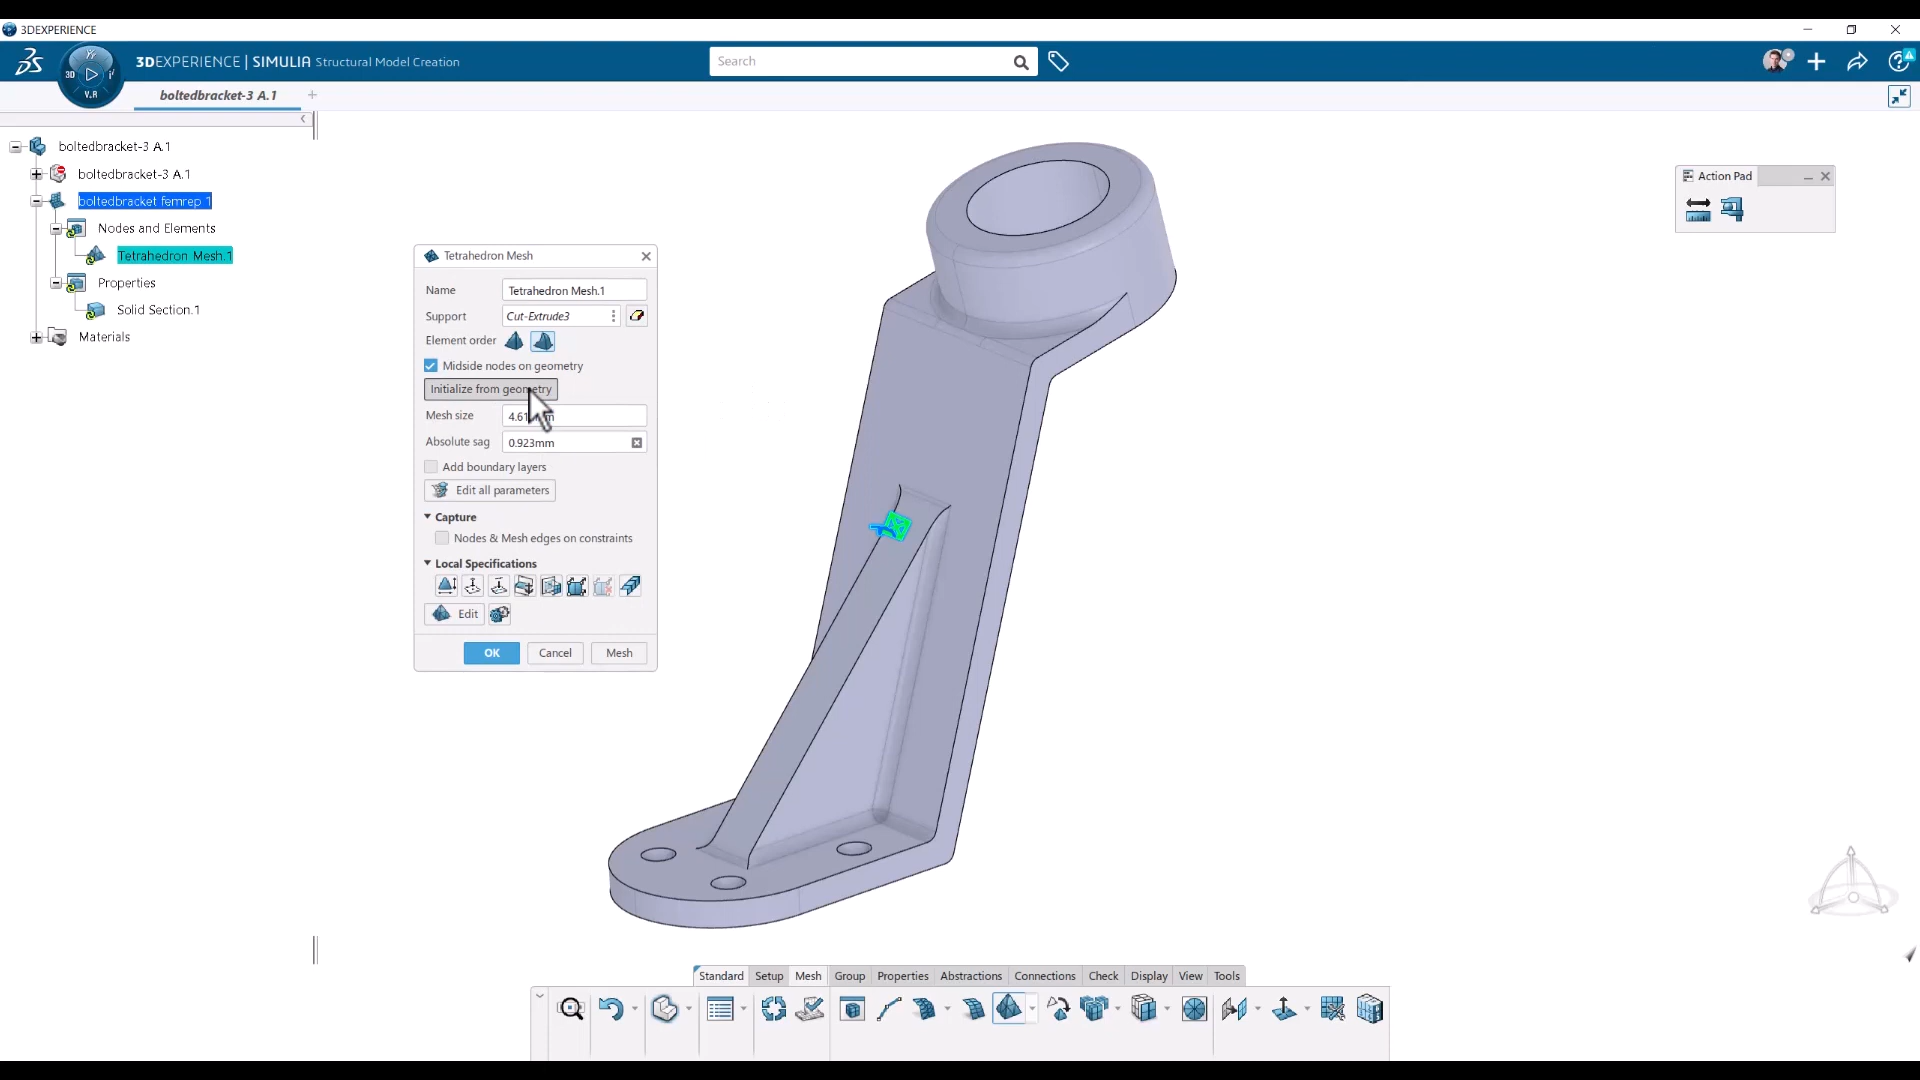 3DEXPERIENCE
3DEXPERIENCE | SIMULIA Structural Model Creation
Search
3D
V.R
boltedbracket-3 A.1
boltedbracket-3 A.1
boltedbracket-3 A.1
boltedbracket femrep 1
Nodes and Elements
Tetrahedron Mesh.1
Properties
Solid Section.1
Materials
Action Pad
Tetrahedron Mesh
Name Tetrahedron Mesh.1
Support Cut-Extrude3
Element order
Midside nodes on geometry
Initialize from geometry
Mesh size
Absolute sag 0.923mm
Add boundary layers
Edit all parameters
Capture
Nodes & Mesh edges on constraints
Local Specifications
Edit
OK Cancel Mesh
Standard Setup Mesh Group Properties Abstractions Connections Check Display View Tools